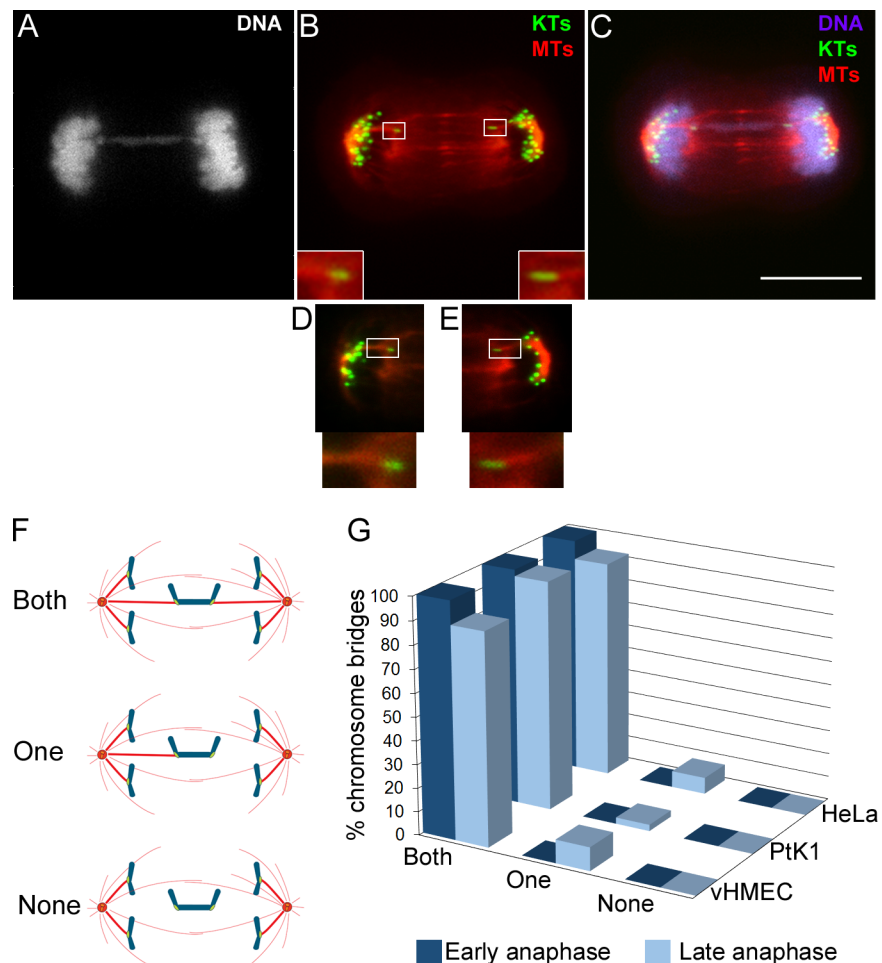 A
DNA
B
KTs
MTs
C
DNA
KTs
MTs
D
E
F
Both
One
None
G
% chromosome bridges
100
90
80
70
60
50
40
30
20
10
0
Both
One
None
vHMEC
PtK1
HeLa
Early anaphase
Late anaphase